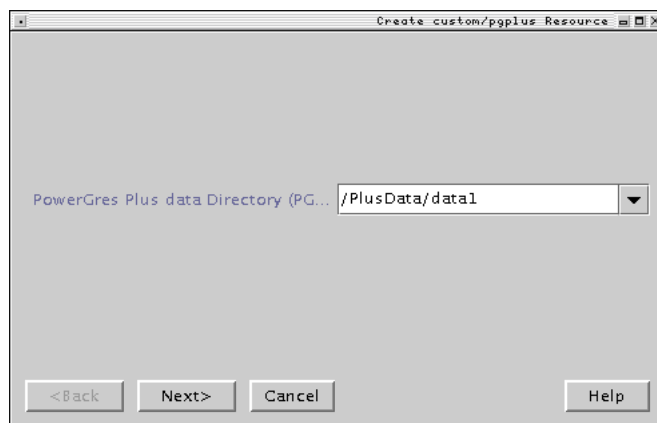 Create custom/pgplus Resource
PowerGres Plus data Directory (PG...
/PlusData/data1
<Back
Next>
Cancel
Help